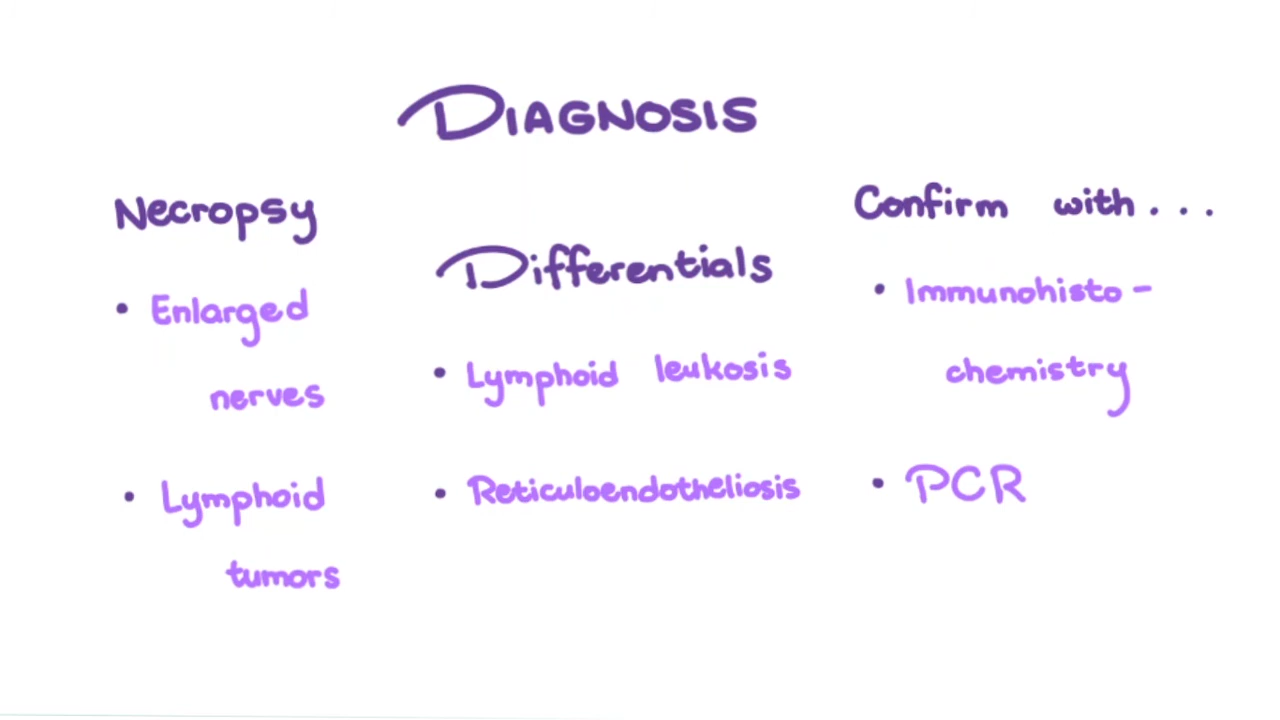 DIAGNOSIS
Necropsy
• Enlarged
nerves
• Lymphoid
tumors
Differentials
• Lymphoid leukosis
• Reticuloendotheliosis
Confirm with...
• Immunohisto-
chemistry
• PCR